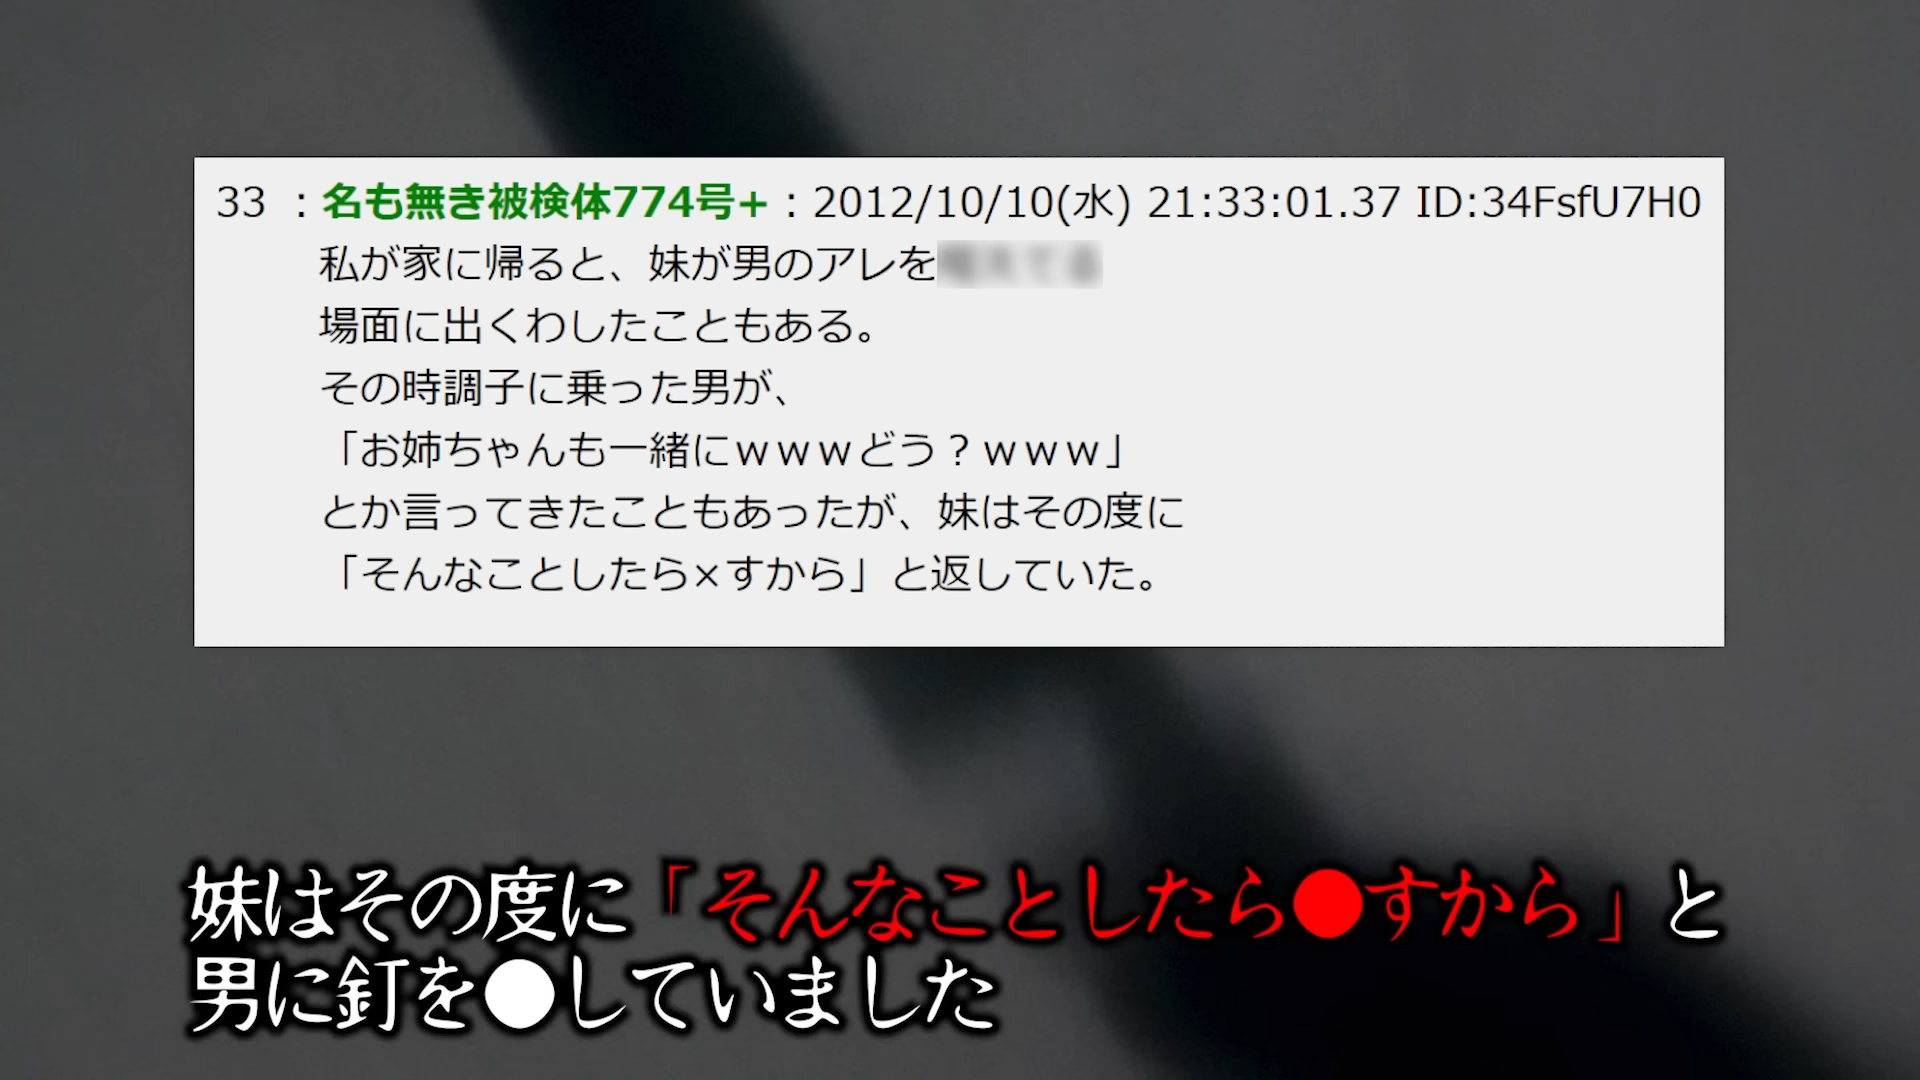 33 ：名も無き被検体774号+：2012/10/10(水) 21:33:01.37 ID:34FsfU7H0
私が家に帰ると、妹が男のアレを
場面に出くわしたこともある。
その時調子に乗った男が、
「お姉ちゃんも一緒にｗｗｗどう？ｗｗｗ」
とか言ってきたこともあったが、妹はその度に
「そんなことしたら×すから」と返していた。
妹はその度に「そんなことしたら●すから」と
男に釘を●していました